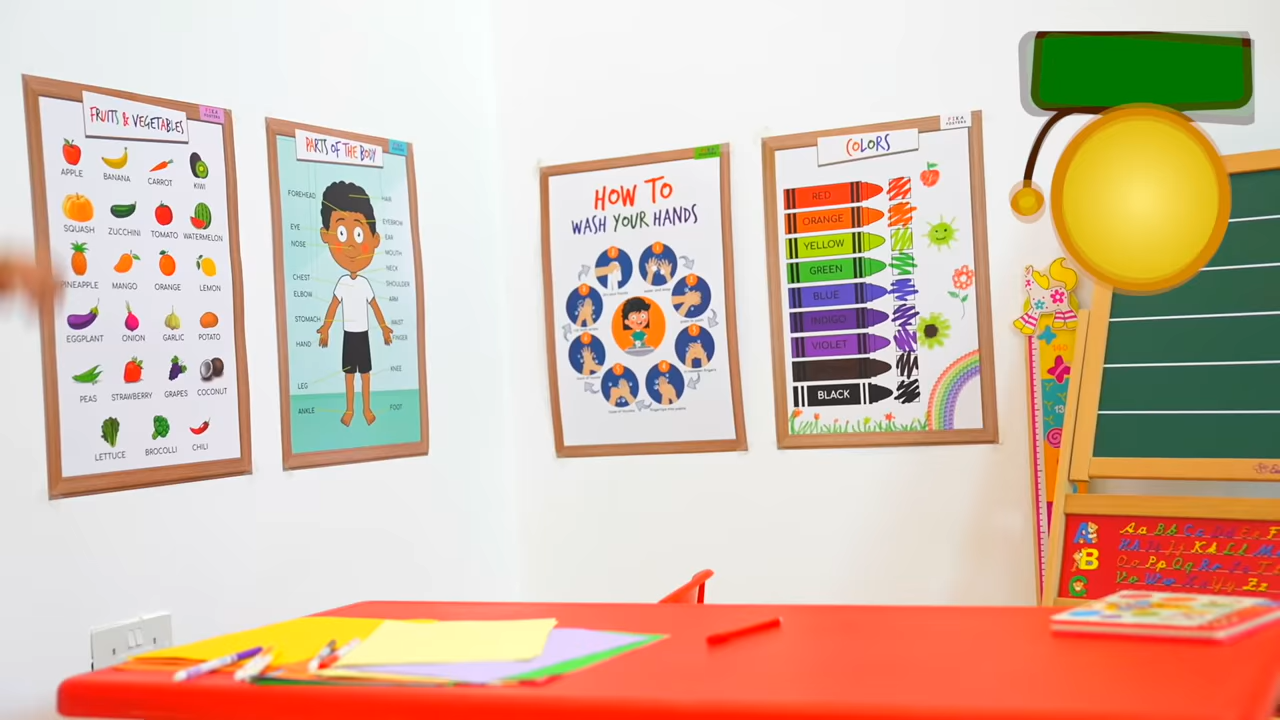 FRUITS & VEGETABLES
APPLE
BANANA
CARROT
KIWI
SQUASH
ZUCCHINI
TOMATO
WATERMELON
PINEAPPLE
MANGO
ORANGE
LEMON
EGGPLANT
ONION
GARLIC
POTATO
PEAS
STRAWBERRY
GRAPES
COCONUT
LETTUCE
BROCOLLI
CHILI
PARTS OF THE BODY
FOREHEAD
HAIR
EYEBROW
EYE
EAR
NOSE
MOUTH
NECK
CHEST
SHOULDER
ELBOW
ARM
STOMACH
WAIST
FINGER
HAND
KNEE
LEG
ANKLE
FOOT
HOW TO
WASH YOUR HANDS
COLORS
RED
ORANGE
YELLOW
GREEN
BLUE
INDIGO
VIOLET
BLACK